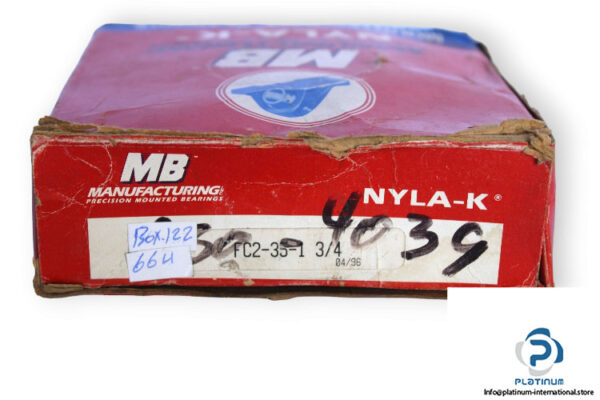 NYLA-K
MB
MB
MANUFACTURING INC
PRECISION MOUNTED BEARINGS
NYLA-K®
4039
FC2-35-1 3/4
04/96
Box.122
664
PLATINUM
Info@platinum-international.store